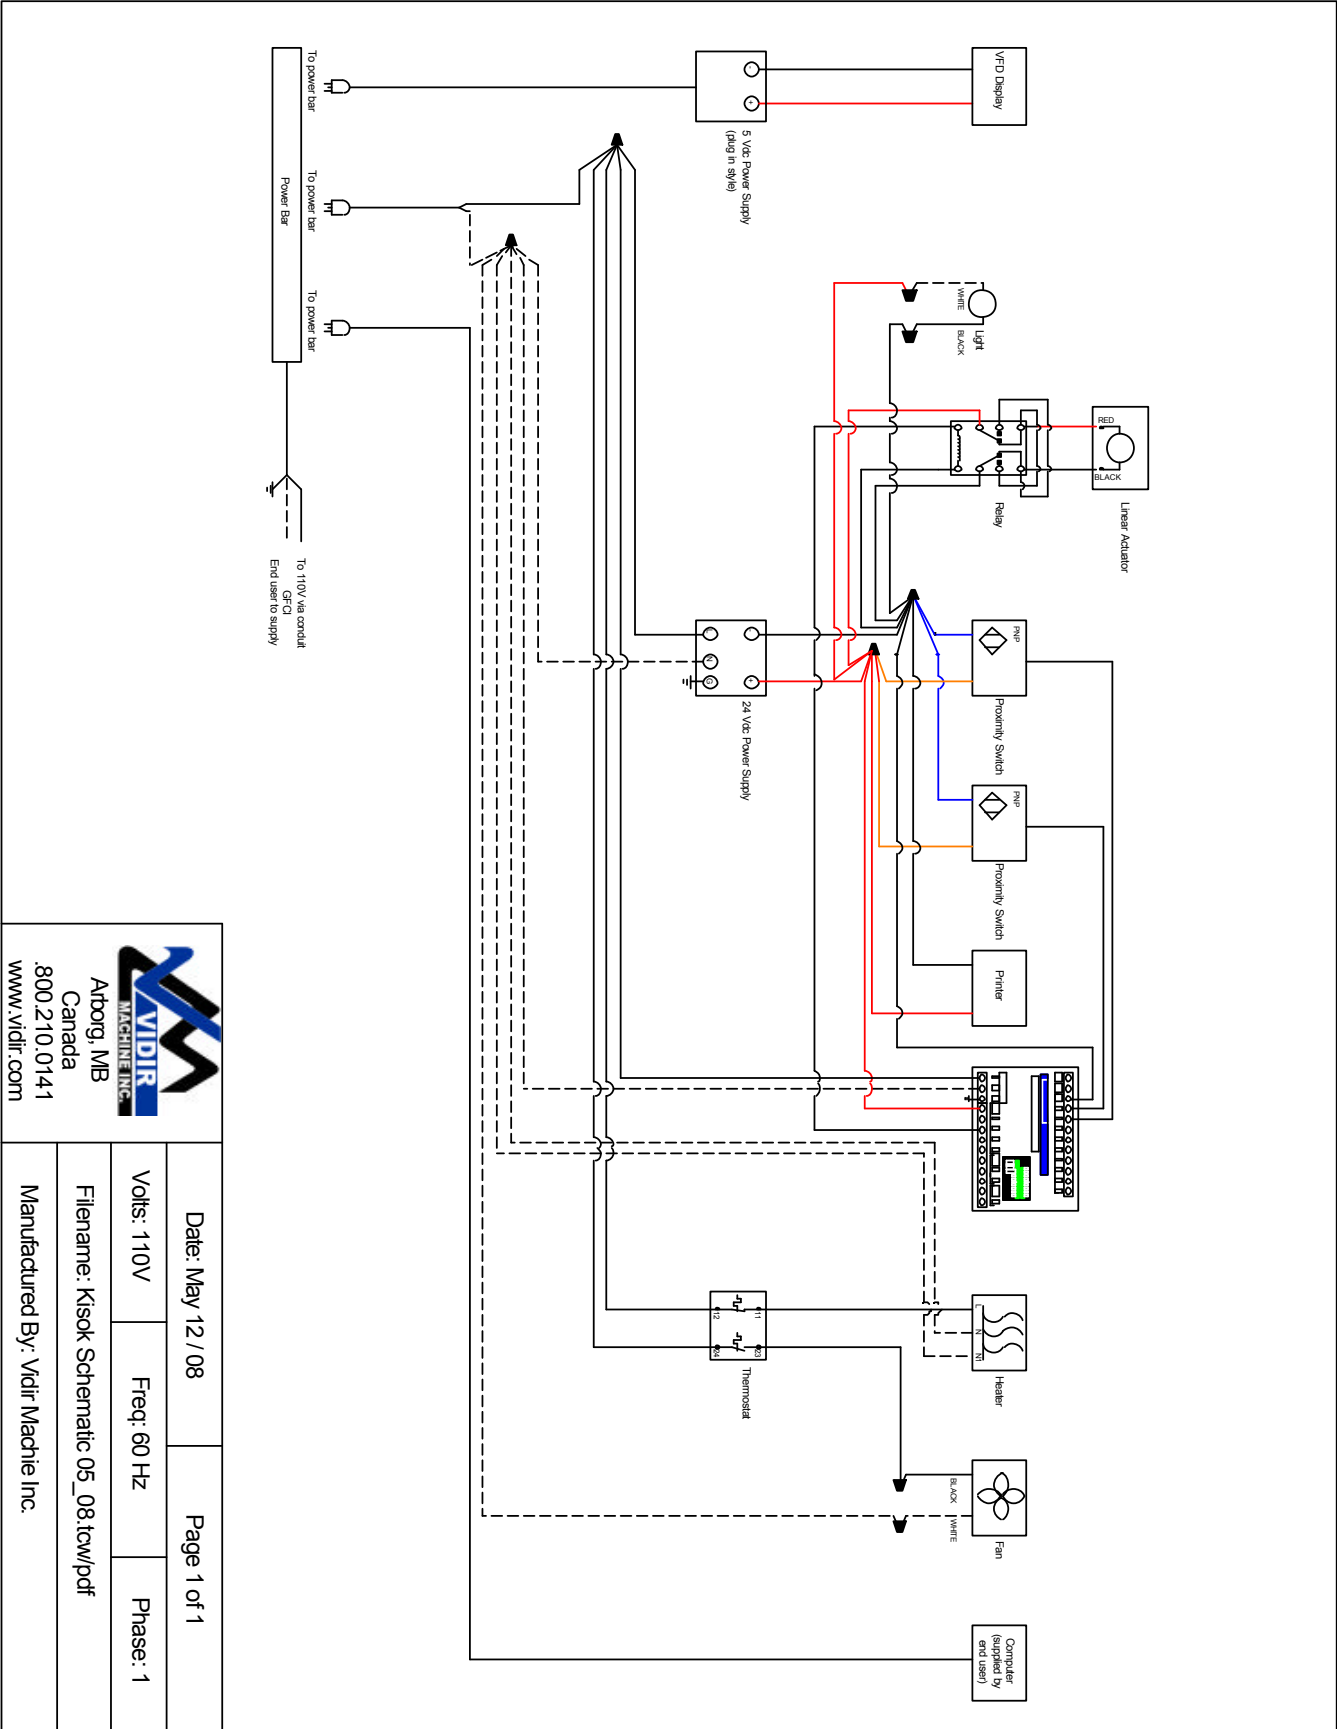 VFD Display
Linear Actuator
RED
BLACK
Relay
Light
WHITE
BLACK
PNP
Proximity Switch
PNP
Proximity Switch
Printer
Heater
L
N
N1
Fan
BLACK
WHITE
Computer
(supplied by
end user)
5 Vdc Power Supply
(plug in style)
-
+
24 Vdc Power Supply
-
+
L
N
G
Thermostat
11
12
23
24
To power bar
To power bar
To power bar
Power Bar
To 110V via conduit
GFCI
End user to supply
VIDIR
MACHINE INC.
Arborg, MB
Canada
.800.210.0141
www.vidir.com
Date: May 12 / 08
Page 1 of 1
Volts: 110V
Freq: 60 Hz
Phase: 1
Filename: Kisok Schematic 05_08.tcw/pdf
Manufactured By: Vidir Machie Inc.